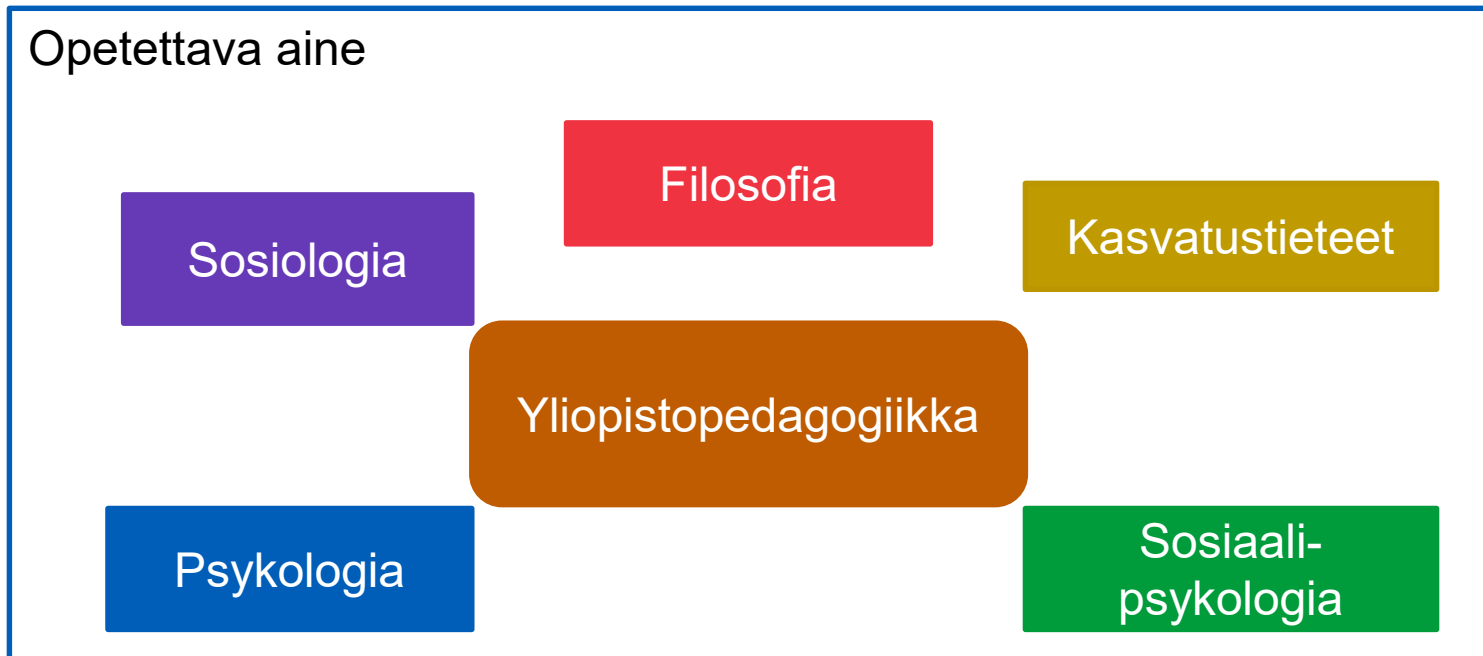 Opetettava aine
Filosofia
Sosiologia
Kasvatustieteet
Yliopistopedagogiikka
Psykologia
Sosiaali-
psykologia